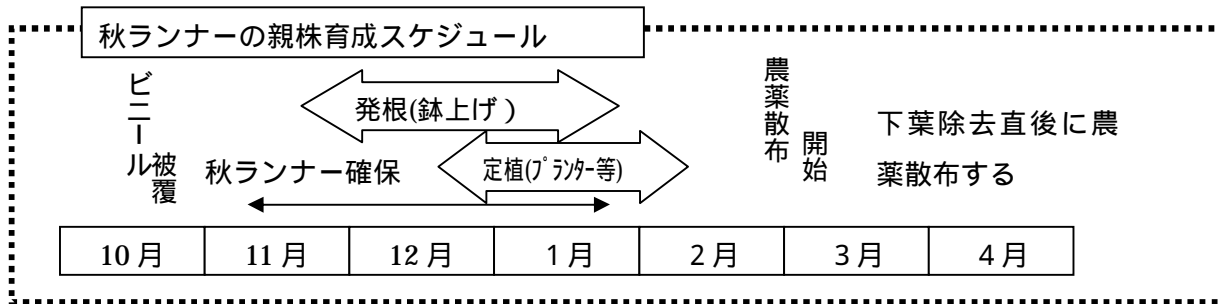 秋ランナーの親株育成スケジュール
ビニール
被覆
発根(鉢上げ)
秋ランナー確保
定植(ﾌﾟﾗﾝﾀｰ等)
農薬散布
開始
下葉除去直後に農
薬散布する
10月 11月 12月 1月 2月 3月 4月